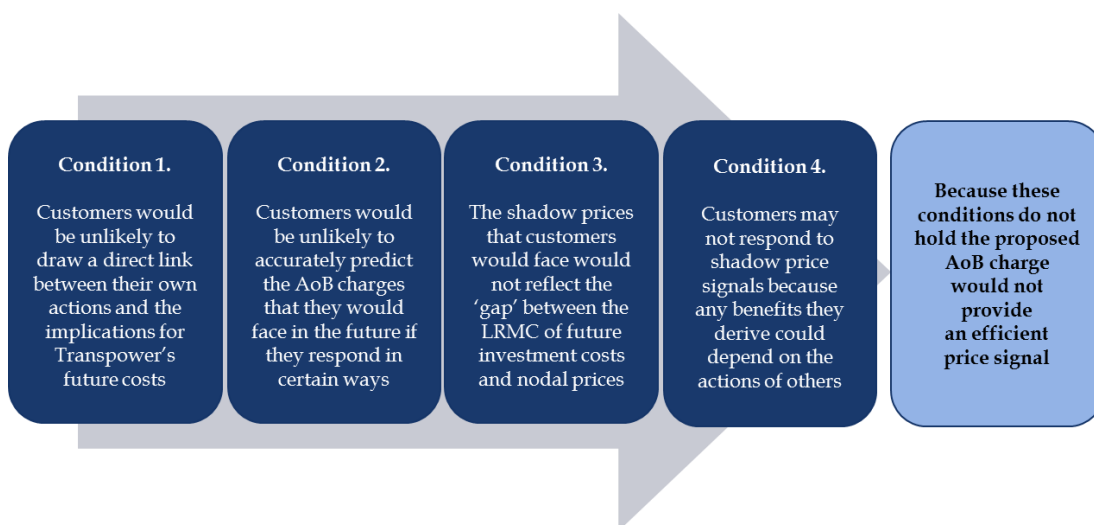 Condition 1.
Customers would
be unlikely to
draw a direct link
between their own
actions and the
implications for
Transpower's
future costs
Condition 2.
Customers would
be unlikely to
accurately predict
the AoB charges
that they would
face in the future if
they respond in
certain ways
Condition 3.
The shadow prices
that customers
would face would
not reflect the
‘gap’ between the
LRMC of future
investment costs
and nodal prices
Condition 4.
Customers may
not respond to
shadow price
signals because
any benefits they
derive could
depend on the
actions of others
Because these
conditions do not
hold the proposed
AoB charge
would not
provide
an efficient
price signal